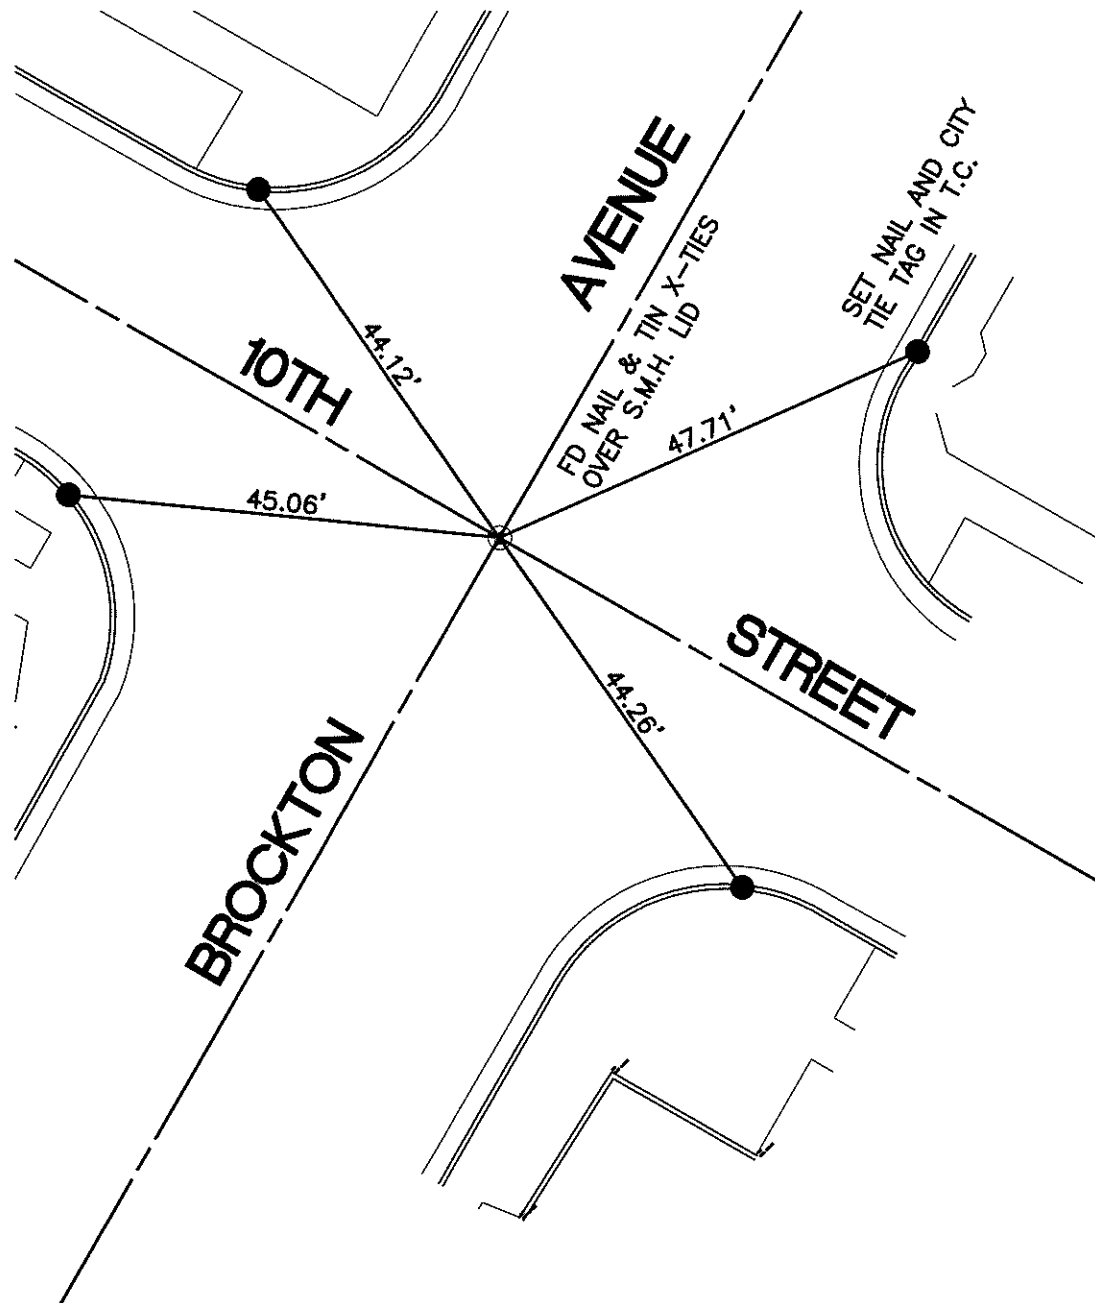 10TH
STREET
BROCKTON
AVENUE
FD NAIL & TIN X-TIES
OVER S.M.H. LID
SET NAIL AND CITY
TIE TAG IN T.C.
44.12'
47.71'
45.06'
44.26'